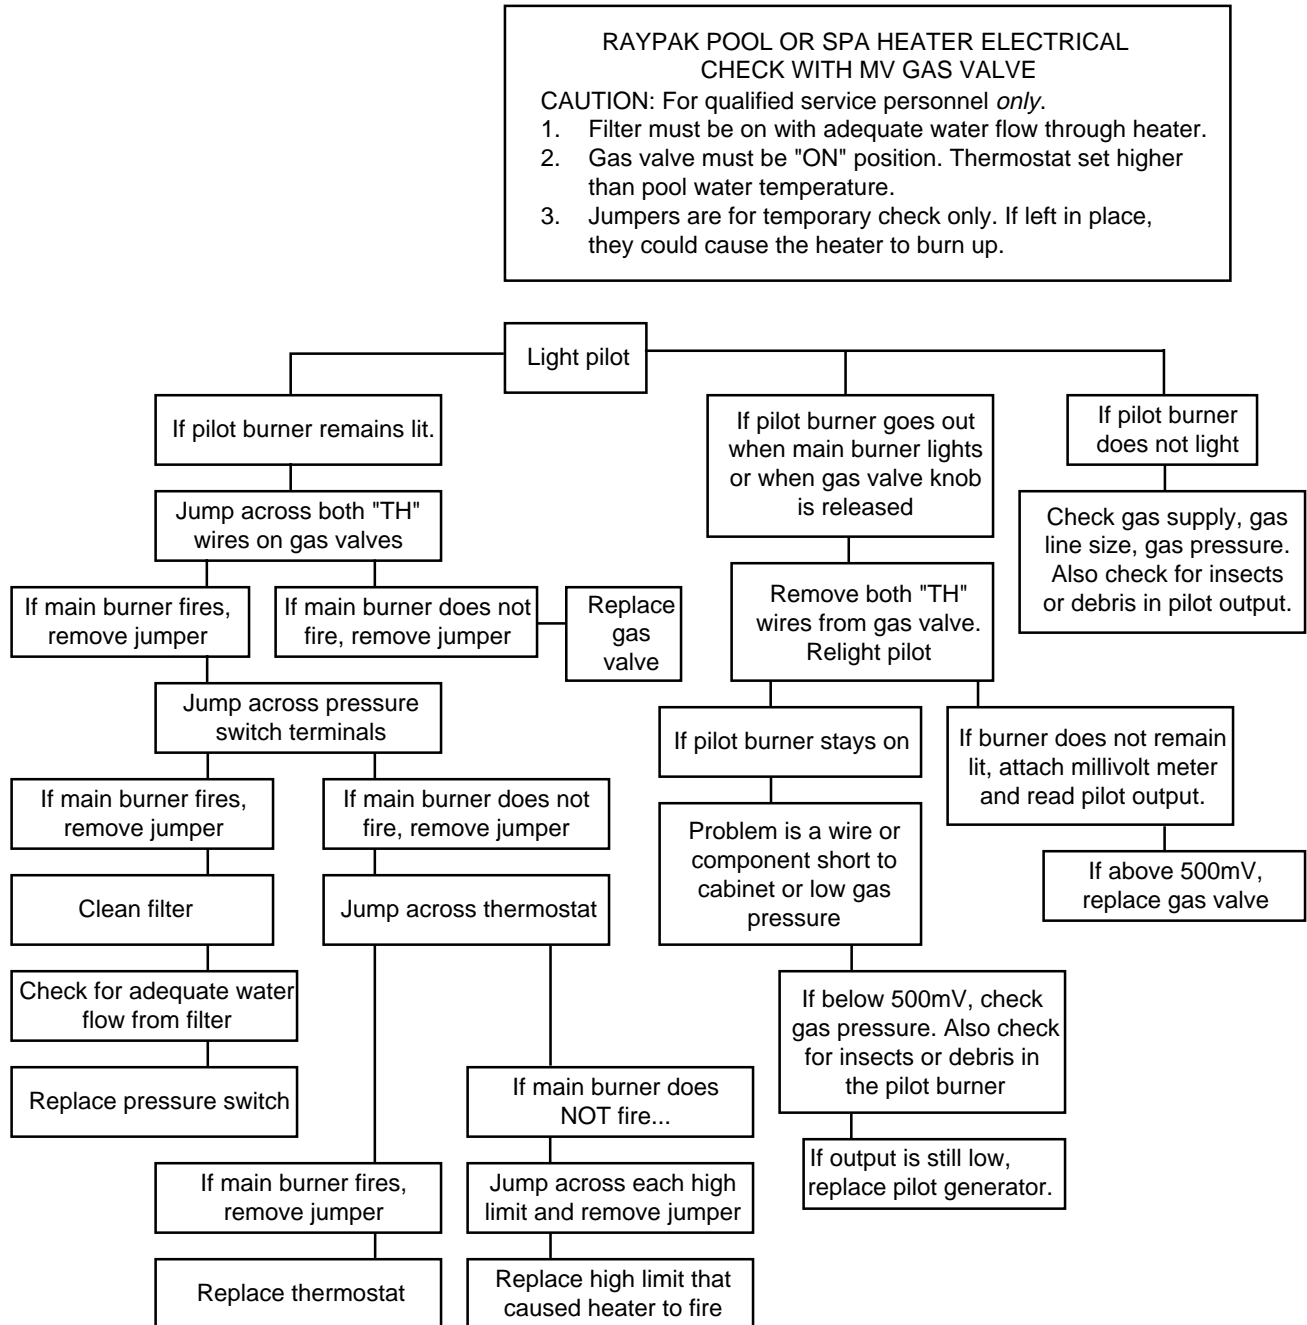 RAYPAK POOL OR SPA HEATER ELECTRICAL
CHECK WITH MV GAS VALVE
CAUTION: For qualified service personnel only.
1. Filter must be on with adequate water flow through heater.
2. Gas valve must be "ON" position. Thermostat set higher
than pool water temperature.
3. Jumpers are for temporary check only. If left in place,
they could cause the heater to burn up.
Light pilot
If pilot burner remains lit.
Jump across both "TH"
wires on gas valves
If main burner fires,
remove jumper
If main burner does not
fire, remove jumper
Replace
gas
valve
Jump across pressure
switch terminals
If main burner fires,
remove jumper
If main burner does not
fire, remove jumper
Clean filter
Jump across thermostat
Check for adequate water
flow from filter
Replace pressure switch
If main burner does
NOT fire...
If main burner fires,
remove jumper
Jump across each high
limit and remove jumper
Replace thermostat
Replace high limit that
caused heater to fire
If pilot burner goes out
when main burner lights
or when gas valve knob
is released
Remove both "TH"
wires from gas valve.
Relight pilot
If pilot burner stays on
If burner does not remain
lit, attach millivolt meter
and read pilot output.
Problem is a wire or
component short to
cabinet or low gas
pressure
If above 500mV,
replace gas valve
If below 500mV, check
gas pressure. Also check
for insects or debris in
the pilot burner
If output is still low,
replace pilot generator.
If pilot burner
does not light
Check gas supply, gas
line size, gas pressure.
Also check for insects
or debris in pilot output.